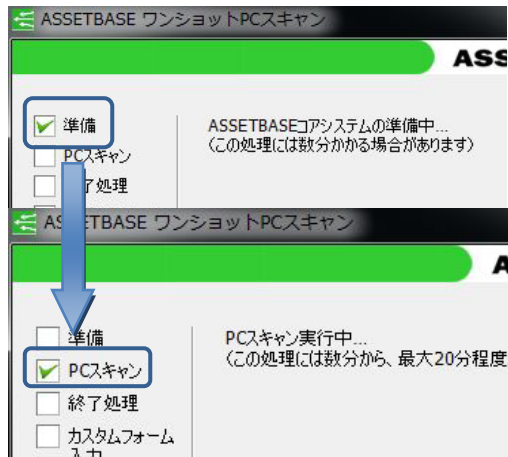 ASSETBASE ワンショットPCスキャン
ASS
準備
ASSETBASEコアシステムの準備中...
(この処理には数分かかる場合があります)
PCスキャン
了処理
ASSETBASE ワンショットPCスキャン
A
準備
PCスキャン実行中...
(この処理には数分から、最大20分程度
PCスキャン
終了処理
カスタムフォーム
入力